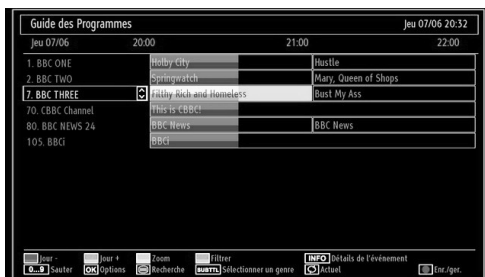 Guide des Programmes Jeu 07/06 20:32
Jeu 07/06 20:00 21:00 22:00
1. BBC ONE Holby City Hustle
2. BBC TWO Springwatch Mary, Queen of Shops
7. BBC THREE Filthy Rich and Homeless Bust My Ass
70. CBBC Channel This is CBBC!
80. BBC NEWS 24 BBC News BBC News
105. BBCi BBCi
Jour - Jour + Zoom Filtrer INFO Détails de l'événement
0...9 Sauter OK Options Recherche SUBTTL Sélectionner un genre Actuel Enr./ger.